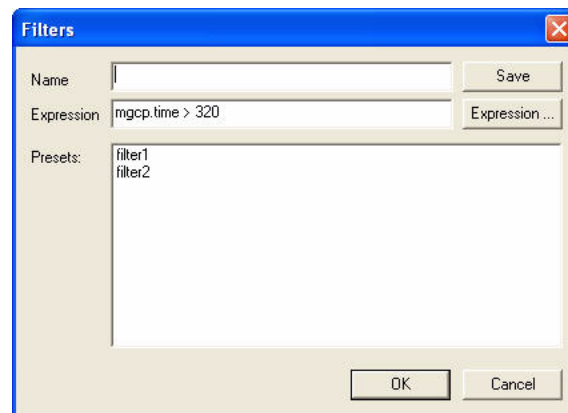 Filters
Name
Save
Expression mgcp.time > 320 Expression ...
Presets:
filter1
filter2
OK Cancel